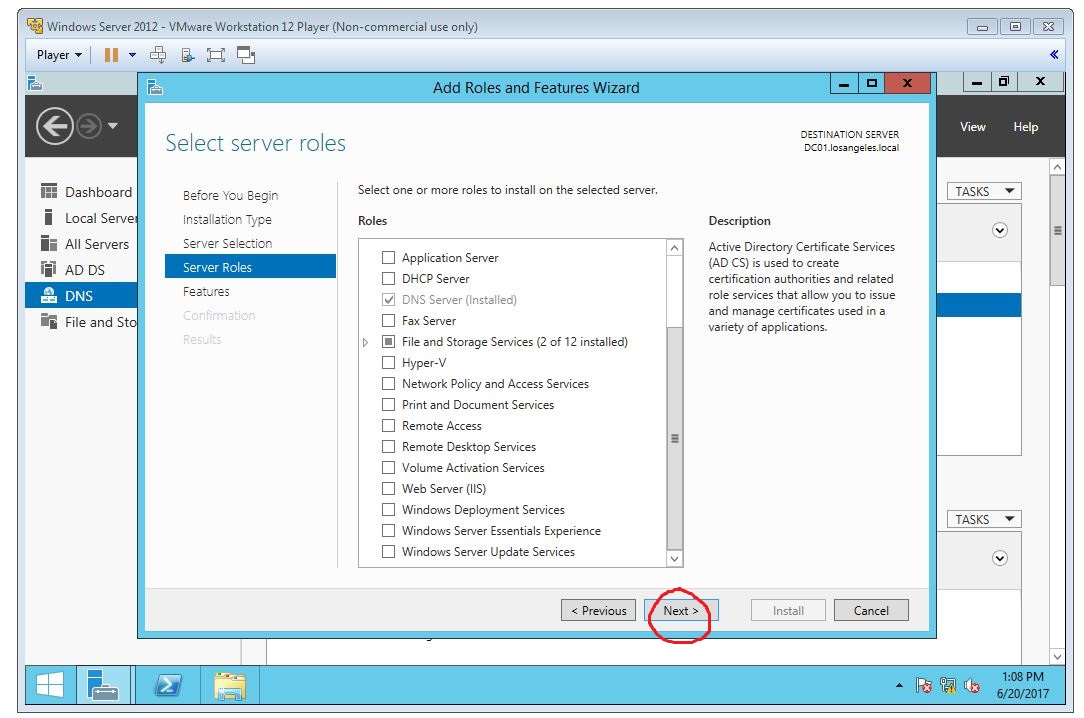 Windows Server 2012 - VMware Workstation 12 Player (Non-commercial use only)
Player
Add Roles and Features Wizard
View Help
Select server roles
DESTINATION SERVER
DC01.losangeles.local
Dashboard
Local Server
All Servers
AD DS
DNS
File and Sto
Before You Begin
Installation Type
Server Selection
Server Roles
Features
Confirmation
Results
Select one or more roles to install on the selected server.
Roles
Application Server
DHCP Server
DNS Server (Installed)
Fax Server
File and Storage Services (2 of 12 installed)
Hyper-V
Network Policy and Access Services
Print and Document Services
Remote Access
Remote Desktop Services
Volume Activation Services
Web Server (IIS)
Windows Deployment Services
Windows Server Essentials Experience
Windows Server Update Services
Description
Active Directory Certificate Services
(AD CS) is used to create
certification authorities and related
role services that allow you to issue
and manage certificates used in a
variety of applications.
TASKS
TASKS
< Previous
Next >
Install
Cancel
1:08 PM
6/20/2017